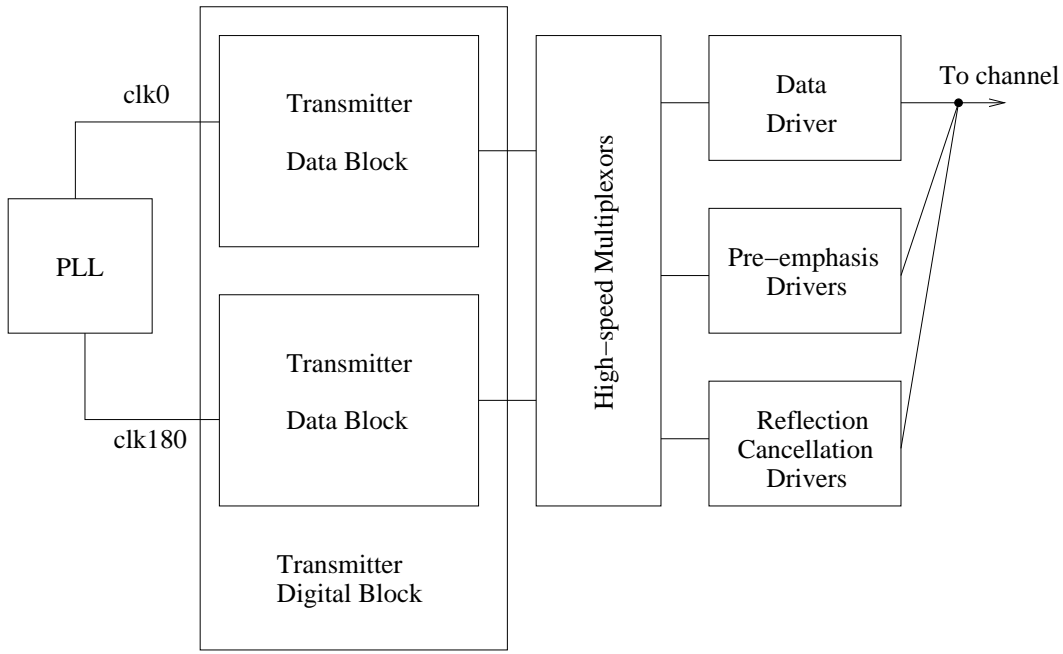 To channel
clk0
Transmitter
Data Block
Data
Driver
PLL
High−speed Multiplexors
Pre−emphasis
Drivers
Transmitter
Data Block
clk180
Reflection
Cancellation
Drivers
Transmitter
Digital Block